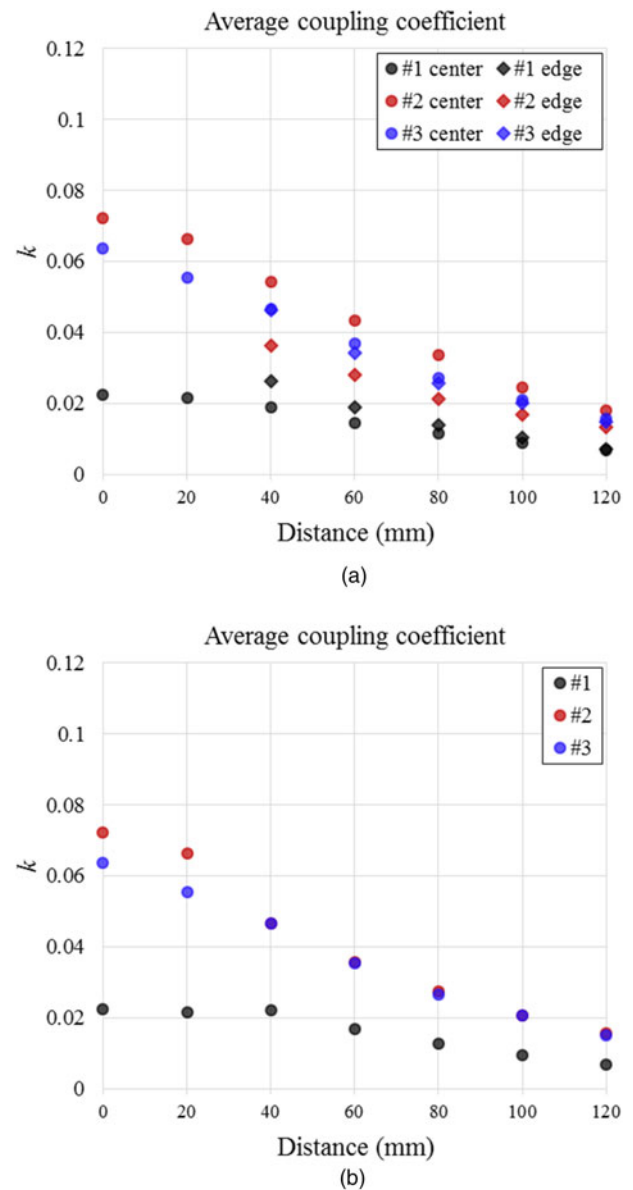 Average coupling coefficient
0.12
#1 center #1 edge
#2 center #2 edge
#3 center #3 edge
0.1
0.08
0.06
k
0.04
0.02
0
0 20 40 60 80 100 120
Distance (mm)
(a)
Average coupling coefficient
0.12
#1
#2
#3
0.1
0.08
0.06
k
0.04
0.02
0
0 20 40 60 80 100 120
Distance (mm)
(b)